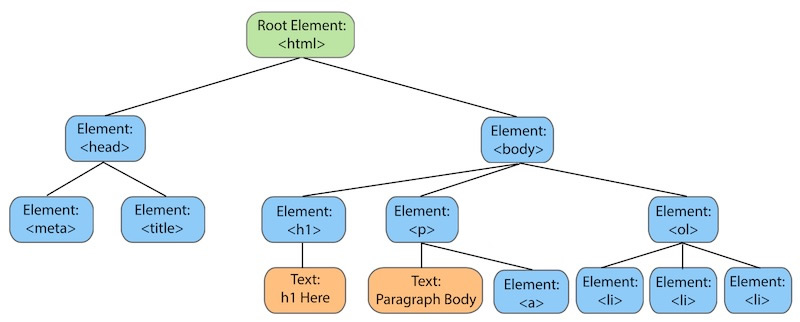 Root Element:
<html>
Element:
<head>
Element:
<body>
Element:
<meta>
Element:
<title>
Element:
<h1>
Element:
<p>
Element:
<ol>
Text:
h1 Here
Text:
Paragraph Body
Element:
<a>
Element:
<li>
Element:
<li>
Element:
<li>